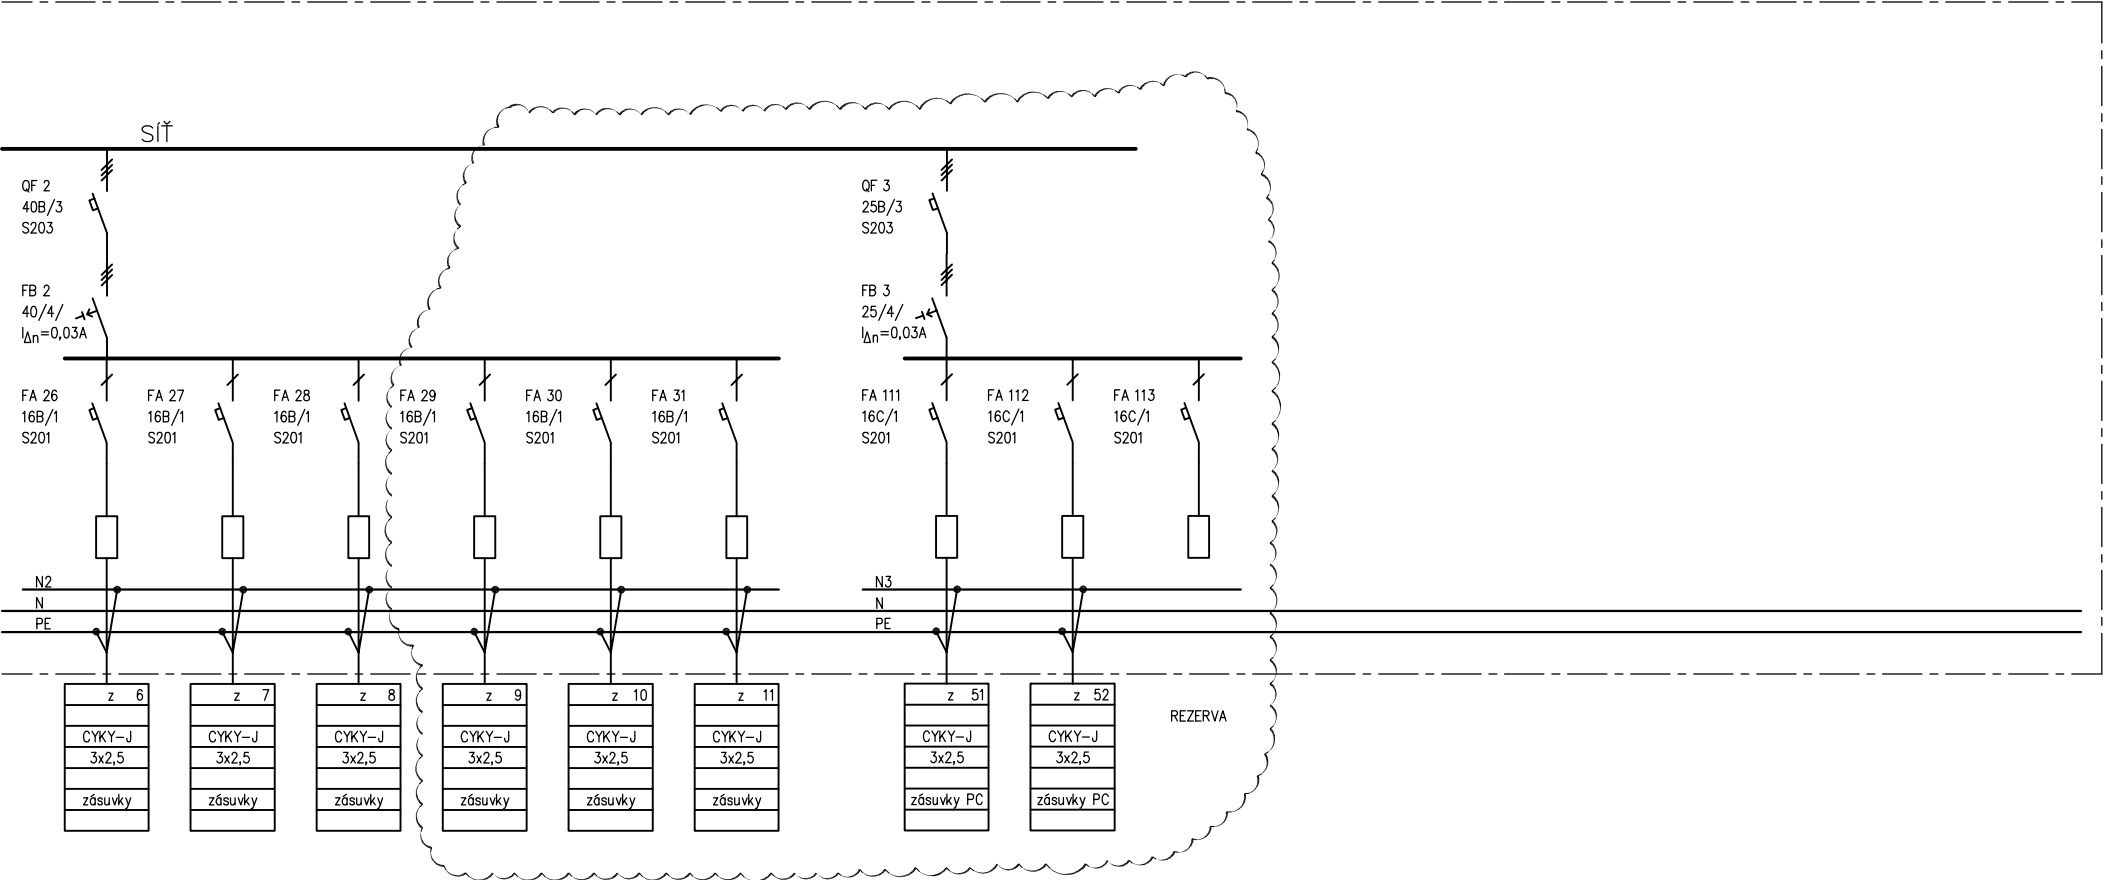 SÍŤ
QF 2
40B/3
S203
QF 3
25B/3
S203
FB 2
40/4/
IΔn=0,03A
FB 3
25/4/
IΔn=0,03A
FA 26
16B/1
S201
FA 27
16B/1
S201
FA 28
16B/1
S201
FA 29
16B/1
S201
FA 30
16B/1
S201
FA 31
16B/1
S201
FA 111
16C/1
S201
FA 112
16C/1
S201
FA 113
16C/1
S201
N2
N
PE
N3
N
PE
z 6
CYKY-J
3x2,5
zásuvky
z 7
CYKY-J
3x2,5
zásuvky
z 8
CYKY-J
3x2,5
zásuvky
z 9
CYKY-J
3x2,5
zásuvky
z 10
CYKY-J
3x2,5
zásuvky
z 11
CYKY-J
3x2,5
zásuvky
z 51
CYKY-J
3x2,5
zásuvky PC
z 52
CYKY-J
3x2,5
zásuvky PC
REZERVA